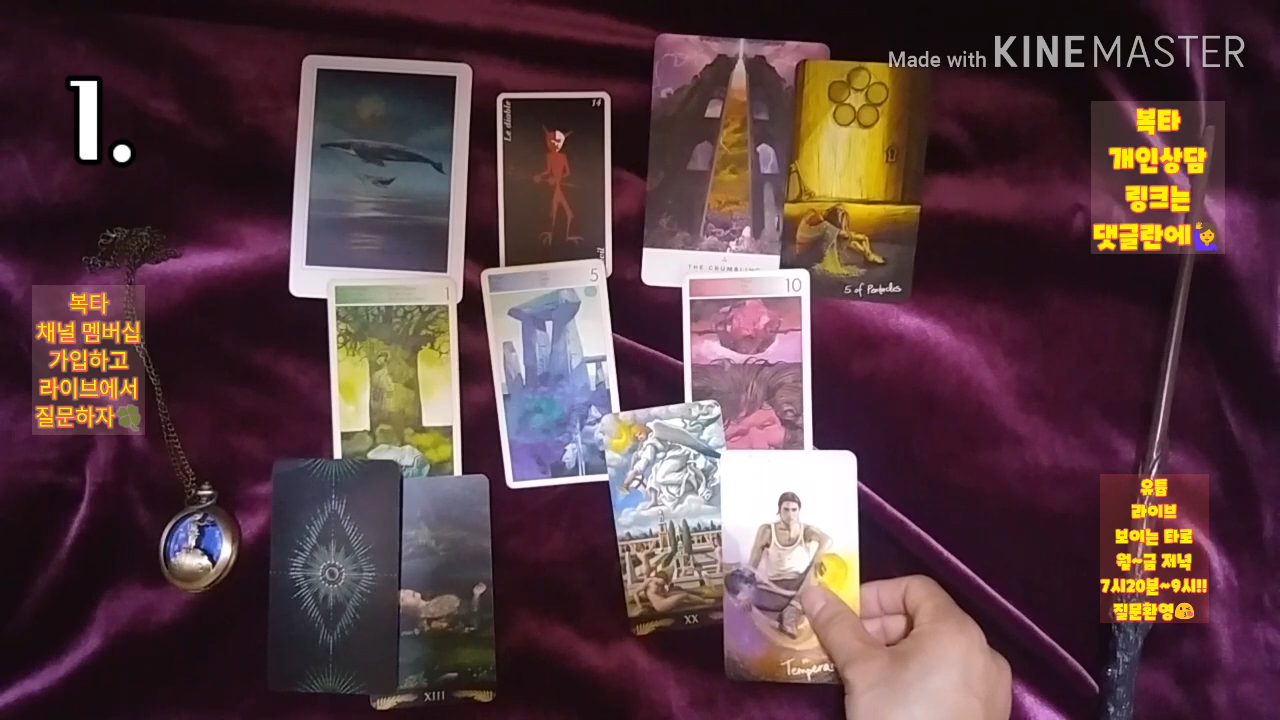 1.
Made with KINEMASTER
복타
개인상담
링크는
댓글란에🙋‍♀️
복타
채널 멤버십
가입하고
라이브에서
질문하자🍀
유튭
라이브
보이는 타로
월~금 저녁
7시20분~9시!!
질문환영😘
Le diable
14
THE CRUMBLING
5 of Pentacles
1
5
10
XIII
XX